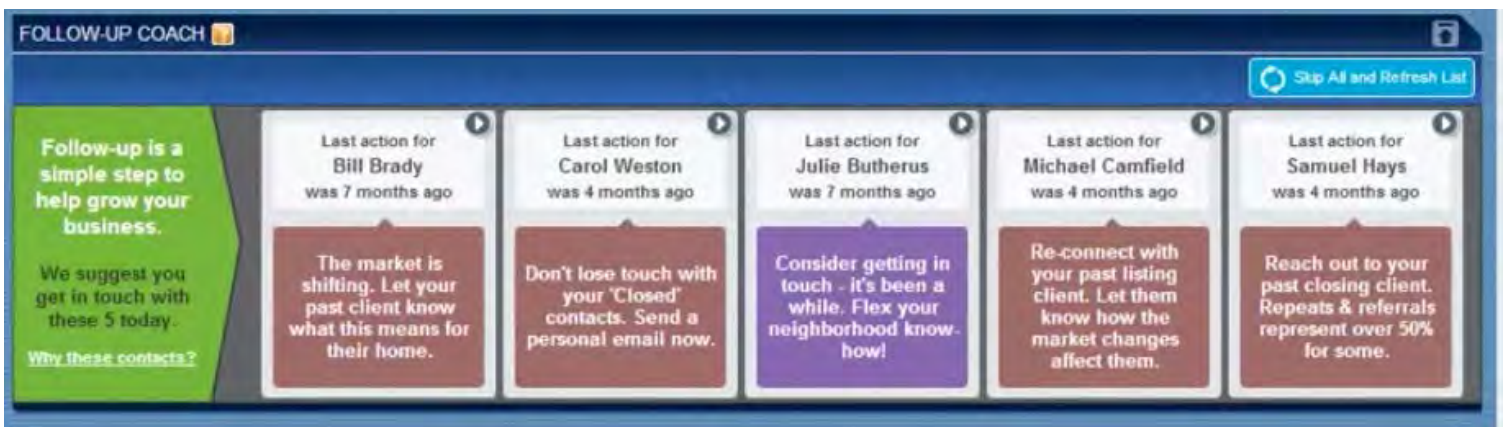 FOLLOW-UP COACH
Skip All and Refresh List
Follow-up is a
simple step to
help grow your
business.
We suggest you
get in touch with
these 5 today.
Why these contacts?
Last action for
Bill Brady
was 7 months ago
The market is
shifting. Let your
past client know
what this means for
their home.
Last action for
Carol Weston
was 4 months ago
Don't lose touch with
your 'Closed'
contacts. Send a
personal email now.
Last action for
Julie Butherus
was 7 months ago
Consider getting in
touch - it's been a
while. Flex your
neighborhood know-
how!
Last action for
Michael Camfield
was 4 months ago
Re-connect with
your past listing
client. Let them
know how the
market changes
affect them.
Last action for
Samuel Hays
was 4 months ago
Reach out to your
past closing client.
Repeats & referrals
represent over 50%
for some.